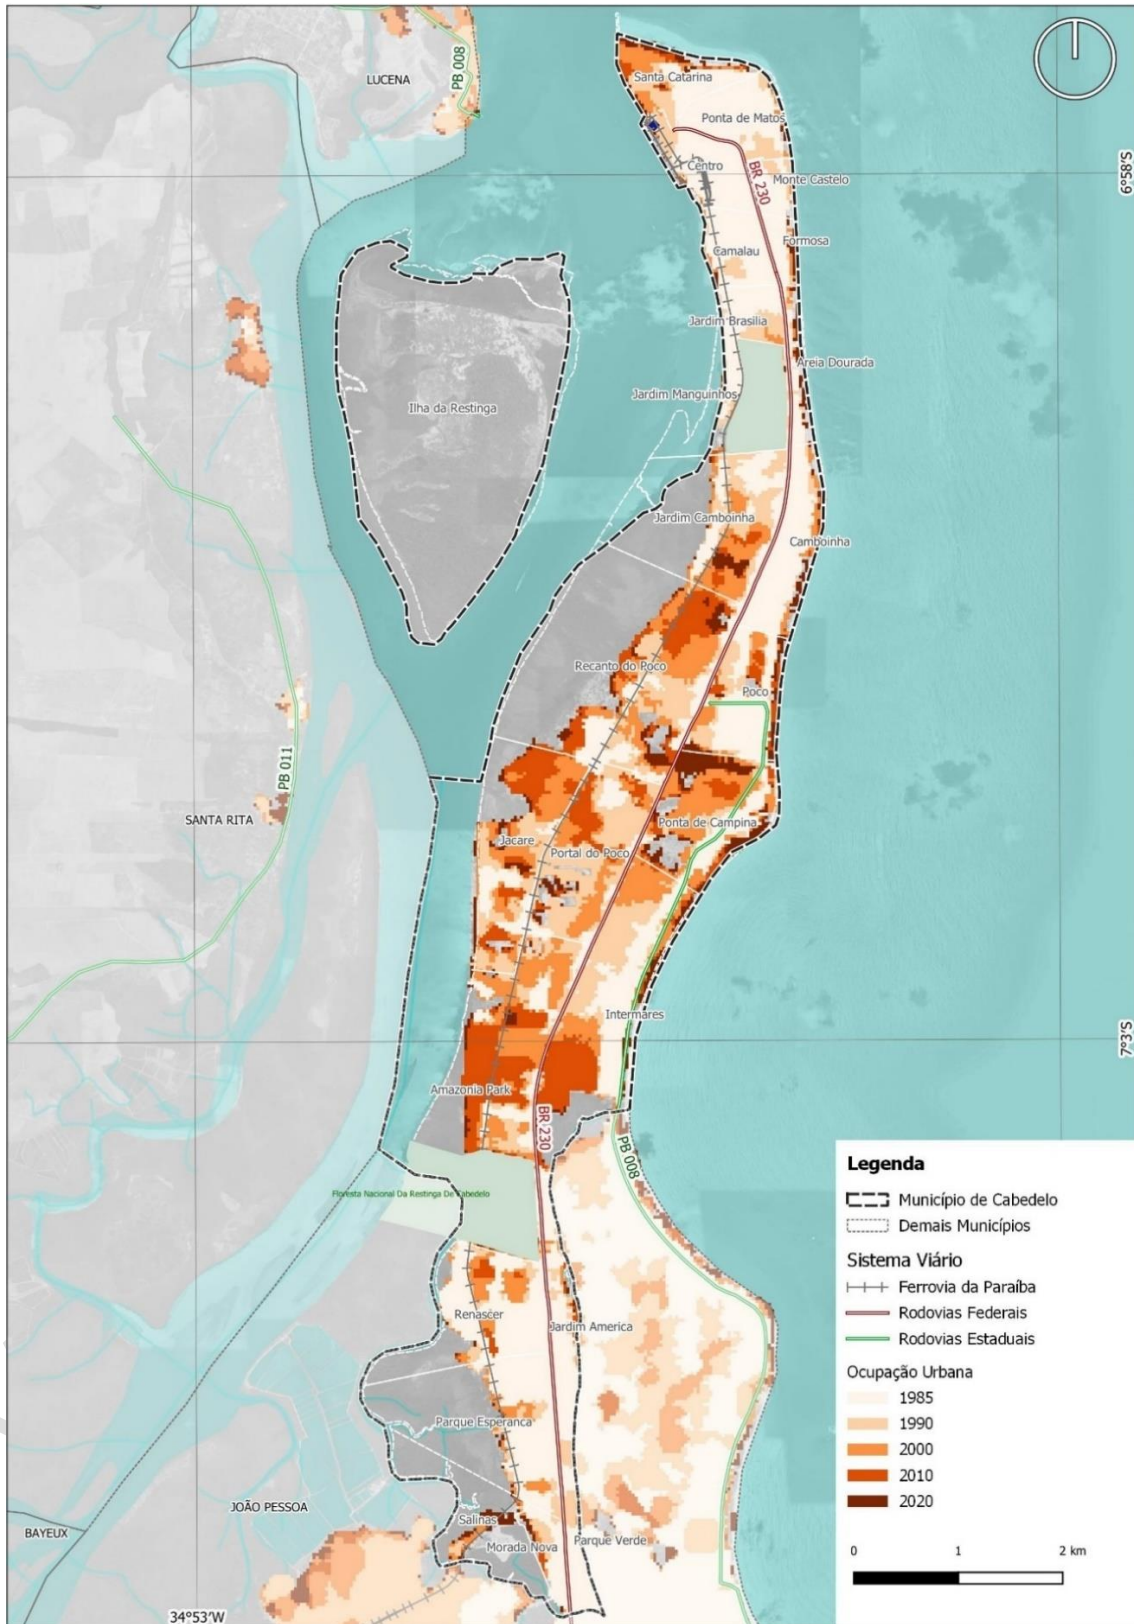 LUCENA
PB 008
Santa Catarina
Ponta de Matos
Centro
BR 230
Monte Castelo
6°58'S
Formosa
Camalau
Jardim Brasilia
Areia Dourada
Jardim Manguinhos
Ilha da Restinga
Jardim Camboinha
Camboinha
Recanto do Poco
Poco
PB 011
SANTA RITA
Ponta de Campina
Jacare
Portal do Poco
Intermares
7°3'S
Amazonia Park
BR 230
PB 008
Floresta Nacional Da Restinga De Cabedelo
Renascer
Jardim America
Parque Esperanca
JOÃO PESSOA
Salinas
BAYEUX
Morada Nova
Parque Verde
34°53'W
Legenda
Município de Cabedelo
Demais Municípios
Sistema Viário
Ferrovia da Paraíba
Rodovias Federais
Rodovias Estaduais
Ocupação Urbana
1985
1990
2000
2010
2020
0 1 2 km